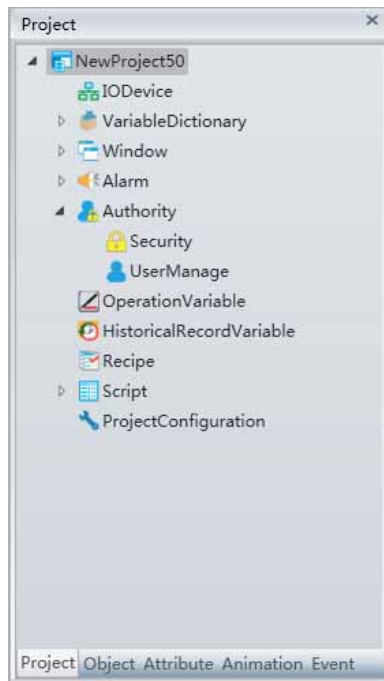 Project
NewProject50
IODevice
VariableDictionary
Window
Alarm
Authority
Security
UserManage
OperationVariable
HistoricalRecordVariable
Recipe
Script
ProjectConfiguration
Project Object Attribute Animation Event